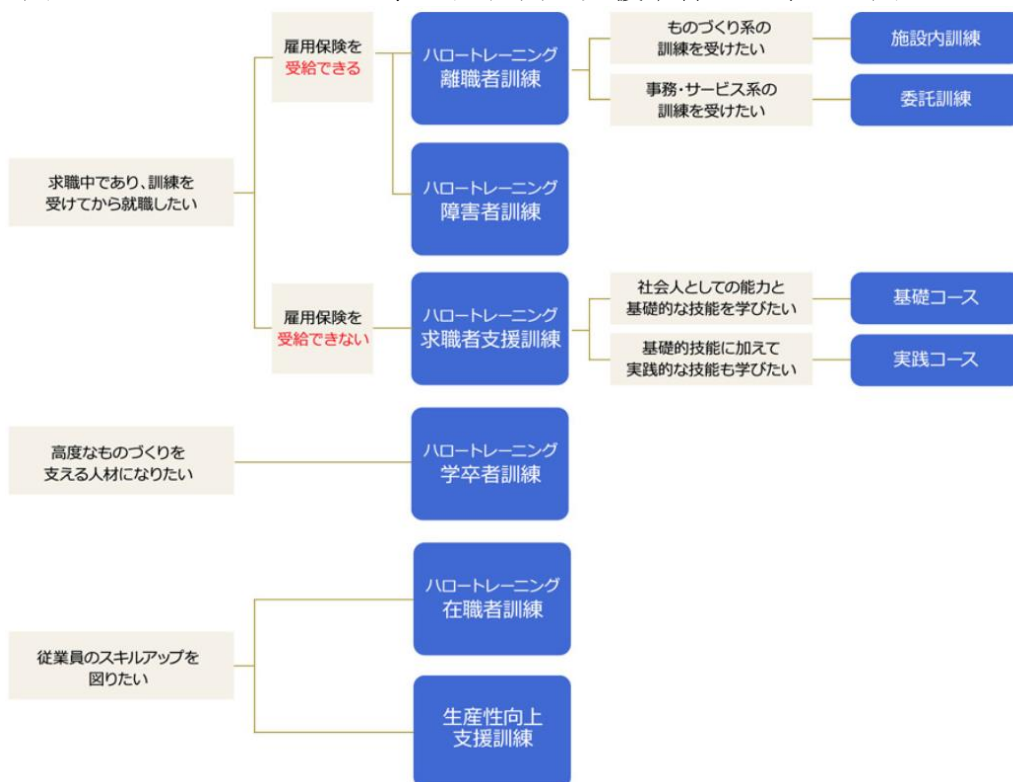 雇用保険を
受給できる
ハロートレーニング
離職者訓練
ものづくり系の
訓練を受けたい
施設内訓練
事務・サービス系の
訓練を受けたい
委託訓練
求職中であり、訓練を
受けてから就職したい
ハロートレーニング
障害者訓練
雇用保険を
受給できない
ハロートレーニング
求職者支援訓練
社会人としての能力と
基礎的な技能を学びたい
基礎コース
基礎的技能に加えて
実践的な技能も学びたい
実践コース
高度なものづくりを
支える人材になりたい
ハロートレーニング
学卒者訓練
従業員のスキルアップを
図りたい
ハロートレーニング
在職者訓練
生産性向上
支援訓練